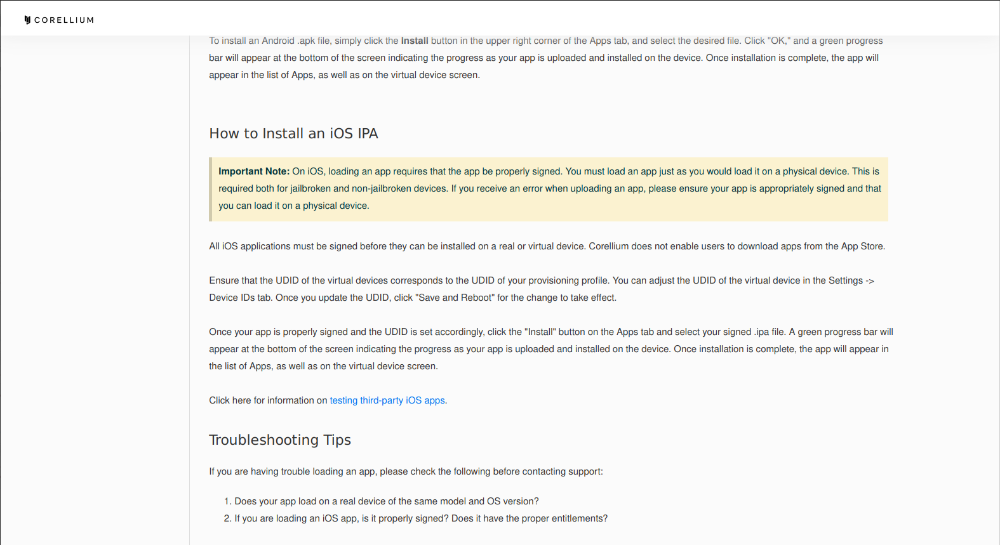 CORELLIUM
To install an Android .apk file, simply click the Install button in the upper right corner of the Apps tab, and select the desired file. Click "OK," and a green progress
bar will appear at the bottom of the screen indicating the progress as your app is uploaded and installed on the device. Once installation is complete, the app will
appear in the list of Apps, as well as on the virtual device screen.
How to Install an iOS IPA
Important Note: On iOS, loading an app requires that the app be properly signed. You must load an app just as you would load it on a physical device. This is
required both for jailbroken and non-jailbroken devices. If you receive an error when uploading an app, please ensure your app is appropriately signed and that
you can load it on a physical device.
All iOS applications must be signed before they can be installed on a real or virtual device. Corellium does not enable users to download apps from the App Store.
Ensure that the UDID of the virtual devices corresponds to the UDID of your provisioning profile. You can adjust the UDID of the virtual device in the Settings ->
Device IDs tab. Once you update the UDID, click "Save and Reboot" for the change to take effect.
Once your app is properly signed and the UDID is set accordingly, click the "Install" button on the Apps tab and select your signed .ipa file. A green progress bar will
appear at the bottom of the screen indicating the progress as your app is uploaded and installed on the device. Once installation is complete, the app will appear in
the list of Apps, as well as on the virtual device screen.
Click here for information on testing third-party iOS apps.
Troubleshooting Tips
If you are having trouble loading an app, please check the following before contacting support:
1. Does your app load on a real device of the same model and OS version?
2. If you are loading an iOS app, is it properly signed? Does it have the proper entitlements?